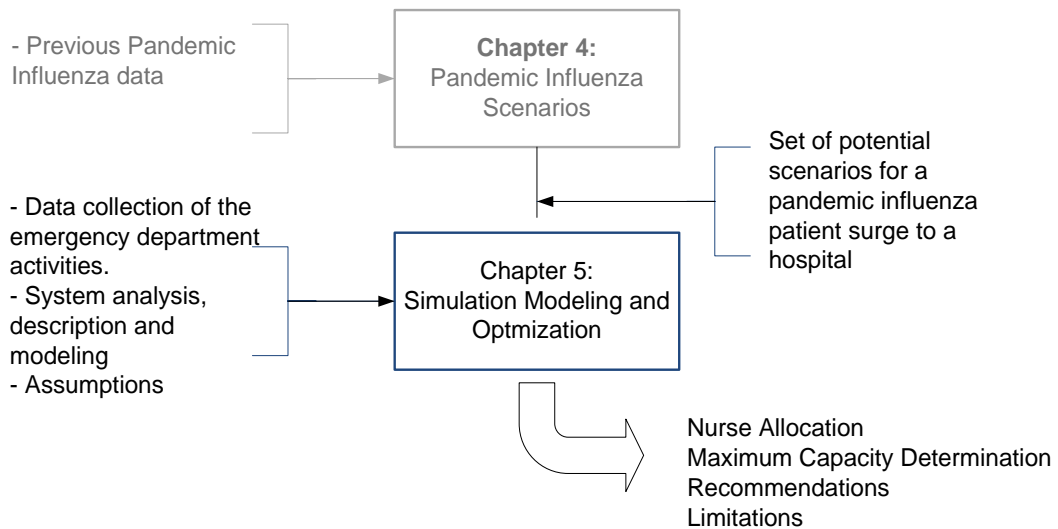 - Previous Pandemic
Influenza data
Chapter 4:
Pandemic Influenza
Scenarios
Set of potential
scenarios for a
pandemic influenza
patient surge to a
hospital
- Data collection of the
emergency department
activities.
- System analysis,
description and
modeling
- Assumptions
Chapter 5:
Simulation Modeling and
Optmization
Nurse Allocation
Maximum Capacity Determination
Recommendations
Limitations